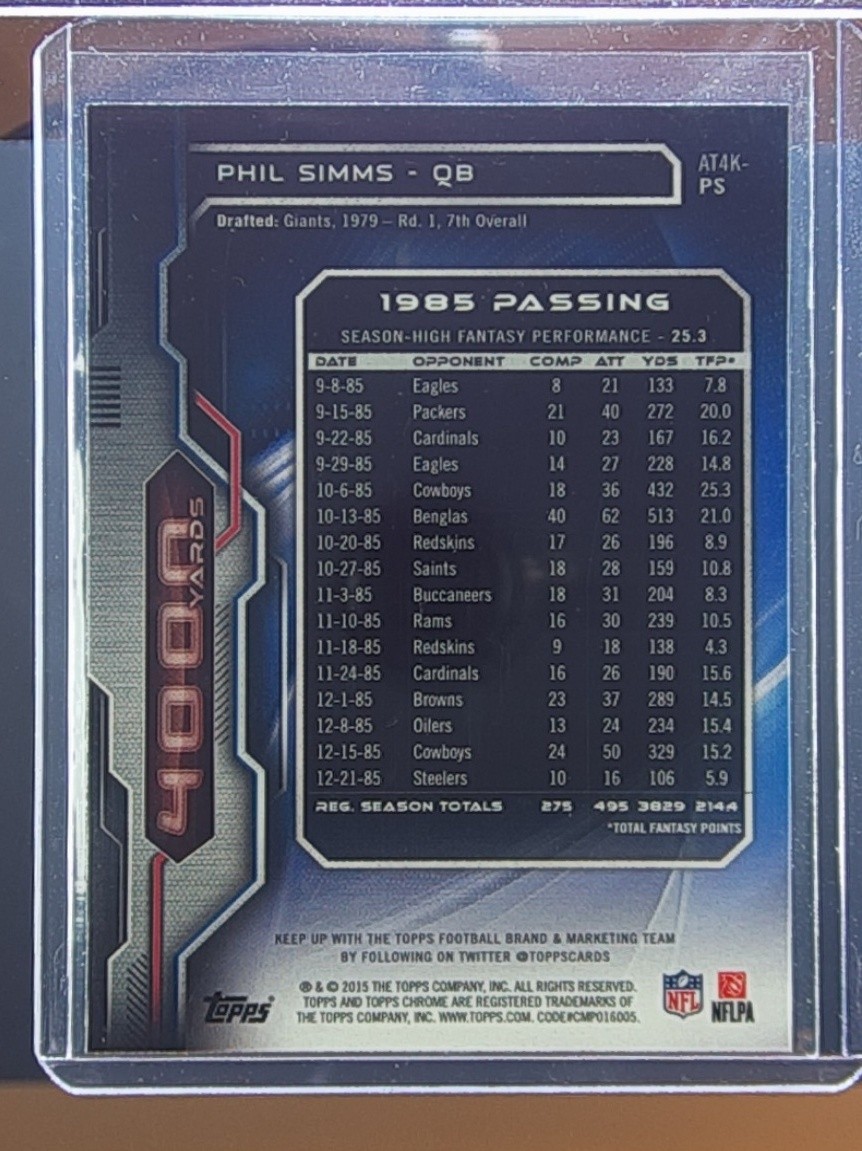 PHIL SIMMS - QB
AT4K-
PS
Drafted: Giants, 1979 – Rd. 1, 7th Overall
1985 PASSING
SEASON-HIGH FANTASY PERFORMANCE - 25.3
DATE OPPONENT COMP ATT YDS TFP*
9-8-85 Eagles 8 21 133 7.8
9-15-85 Packers 21 40 272 20.0
9-22-85 Cardinals 10 23 167 16.2
9-29-85 Eagles 14 27 228 14.8
10-6-85 Cowboys 18 36 432 25.3
10-13-85 Benglas 40 62 513 21.0
10-20-85 Redskins 17 26 196 8.9
10-27-85 Saints 18 28 159 10.8
11-3-85 Buccaneers 18 31 204 8.3
11-10-85 Rams 16 30 239 10.5
11-18-85 Redskins 9 18 138 4.3
11-24-85 Cardinals 16 26 190 15.6
12-1-85 Browns 23 37 289 14.5
12-8-85 Oilers 13 24 234 15.4
12-15-85 Cowboys 24 50 329 15.2
12-21-85 Steelers 10 16 106 5.9
REG. SEASON TOTALS 275 495 3829 214.4
*TOTAL FANTASY POINTS
4000
YARDS
KEEP UP WITH THE TOPPS FOOTBALL BRAND & MARKETING TEAM
BY FOLLOWING ON TWITTER @TOPPSCARDS
Topps
® & © 2015 THE TOPPS COMPANY, INC. ALL RIGHTS RESERVED.
TOPPS AND TOPPS CHROME ARE REGISTERED TRADEMARKS OF
THE TOPPS COMPANY, INC. WWW.TOPPS.COM. CODE#CMP016005.
NFL
NFLPA